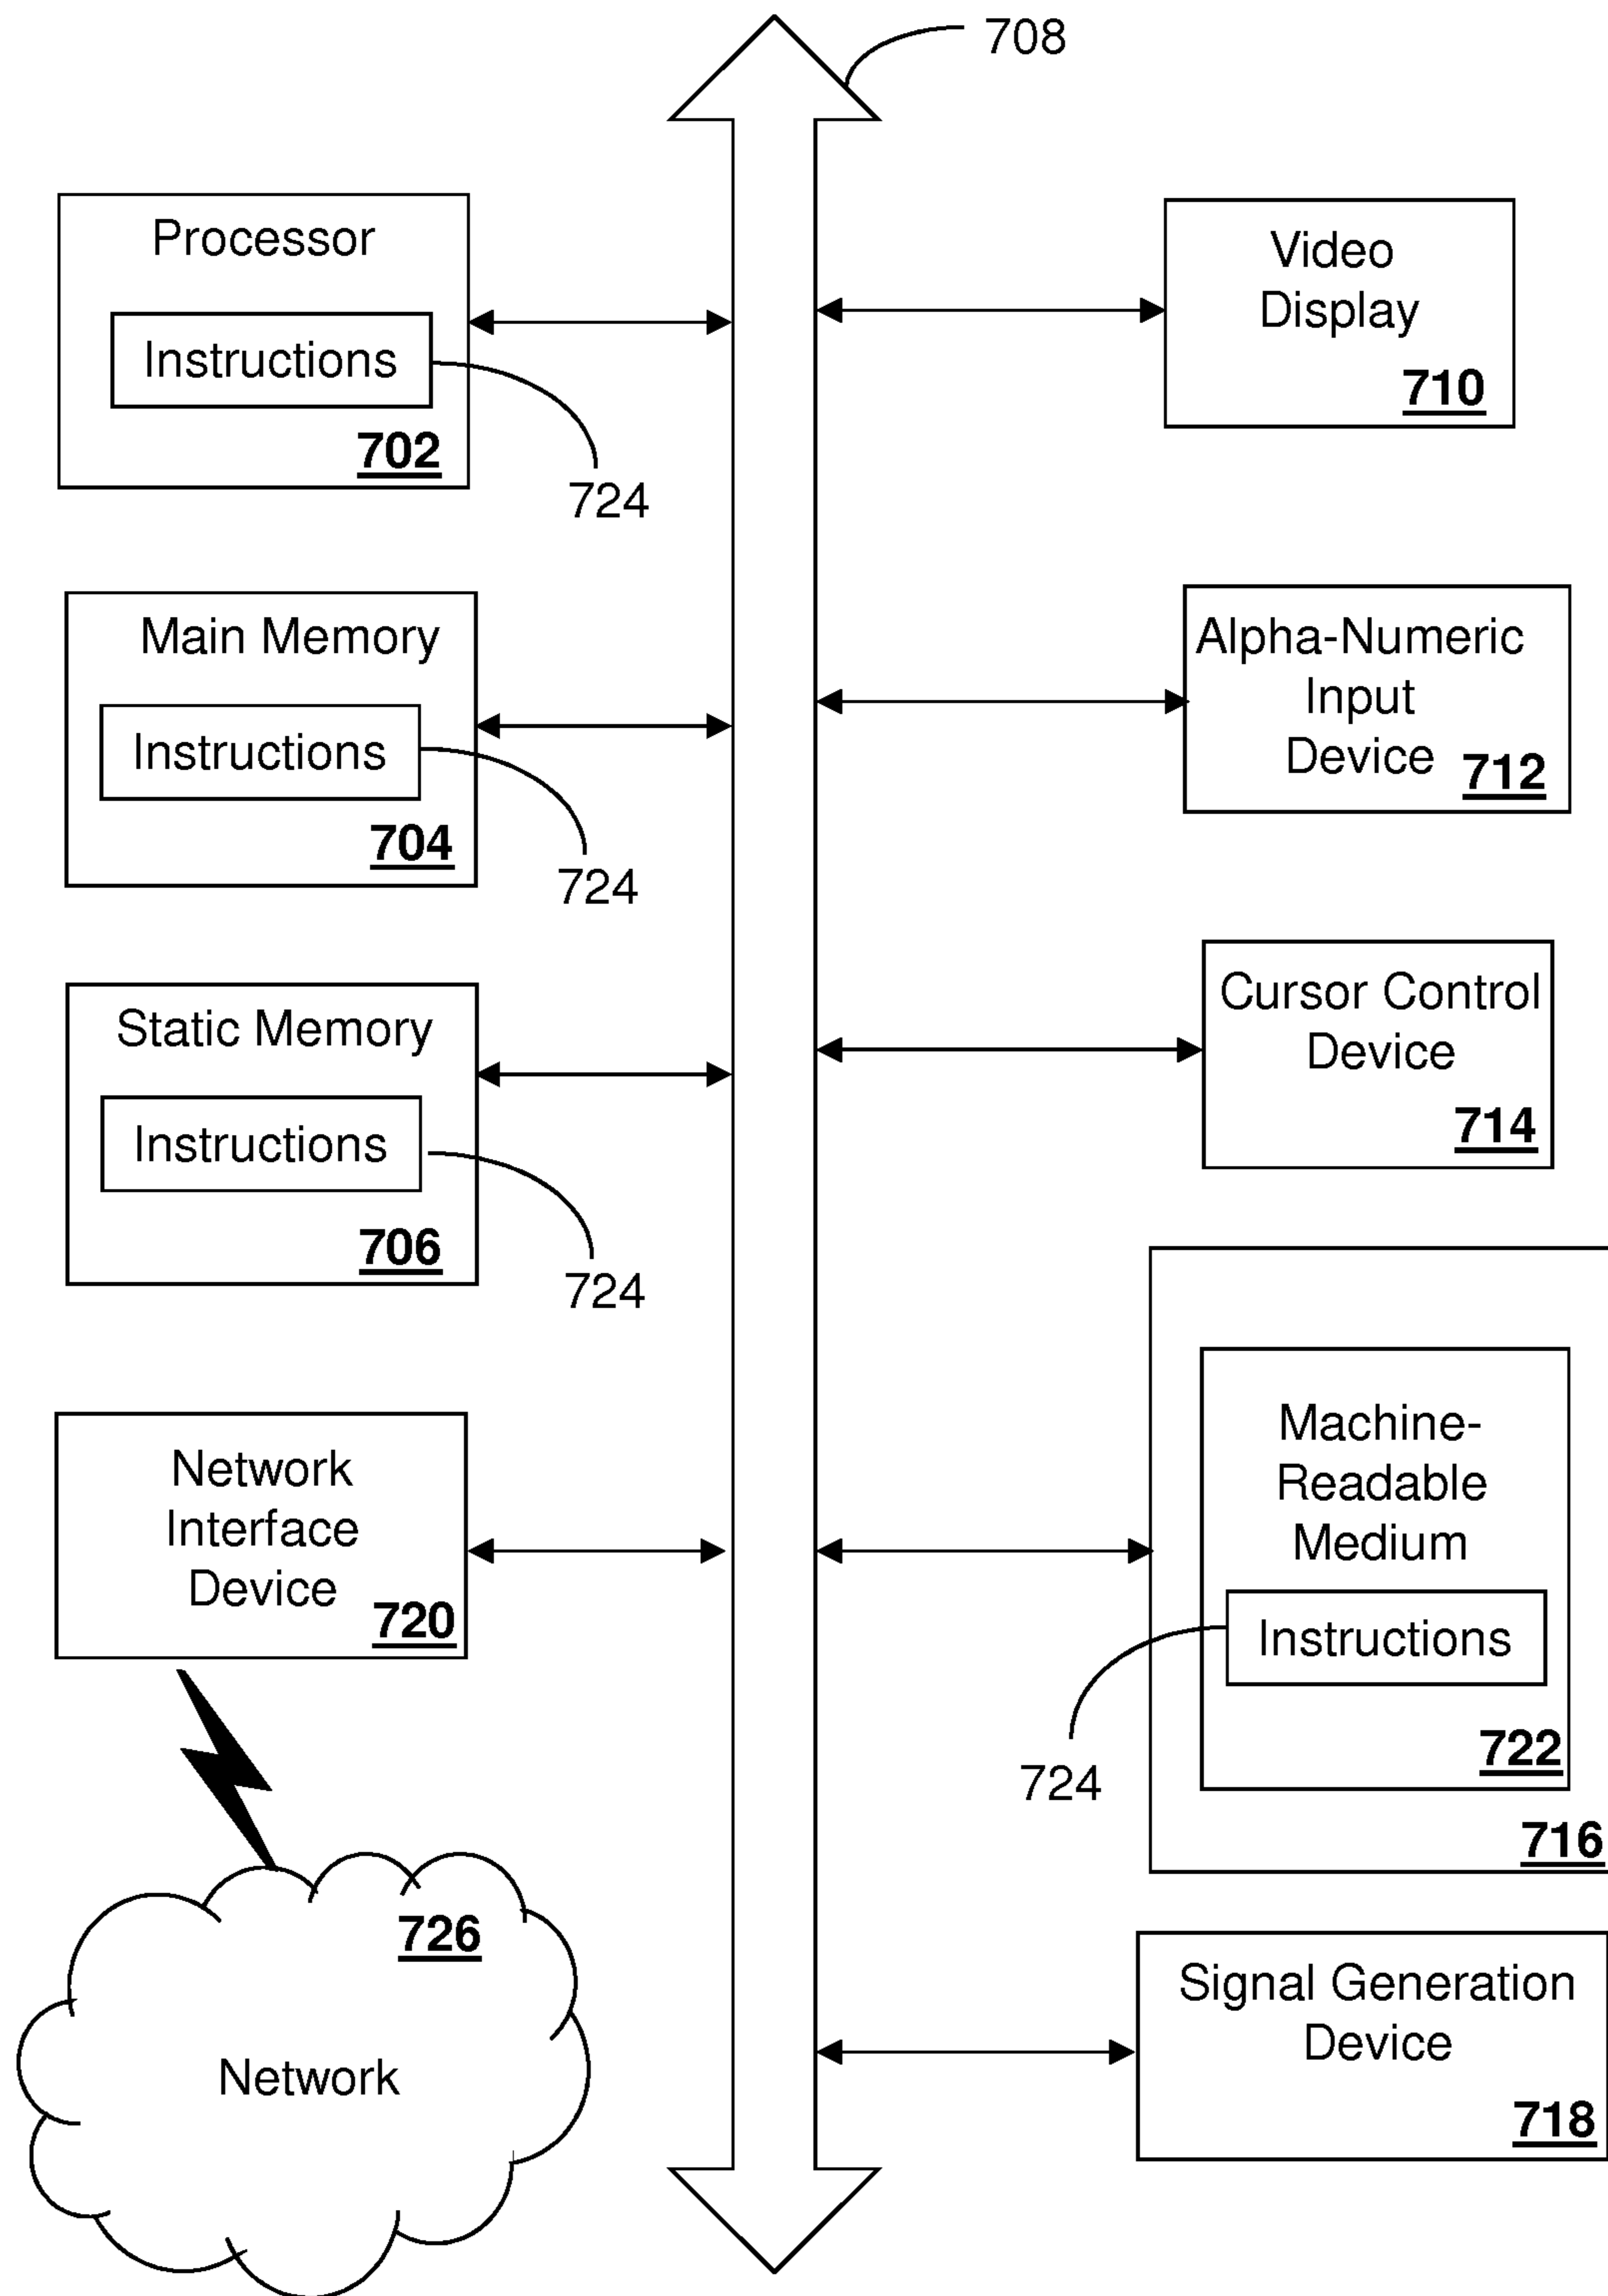 708
Processor
Instructions
702
724
Main Memory
Instructions
704
724
Static Memory
Instructions
706
724
Network
Interface
Device
720
726
Network
Video
Display
710
Alpha-Numeric
Input
Device
712
Cursor Control
Device
714
Machine-
Readable
Medium
Instructions
724
722
716
Signal Generation
Device
718